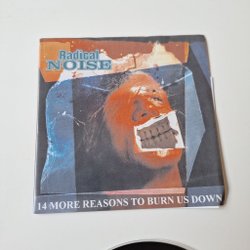 Radical
NOISE
14 MORE REASONS TO BURN US DOWN